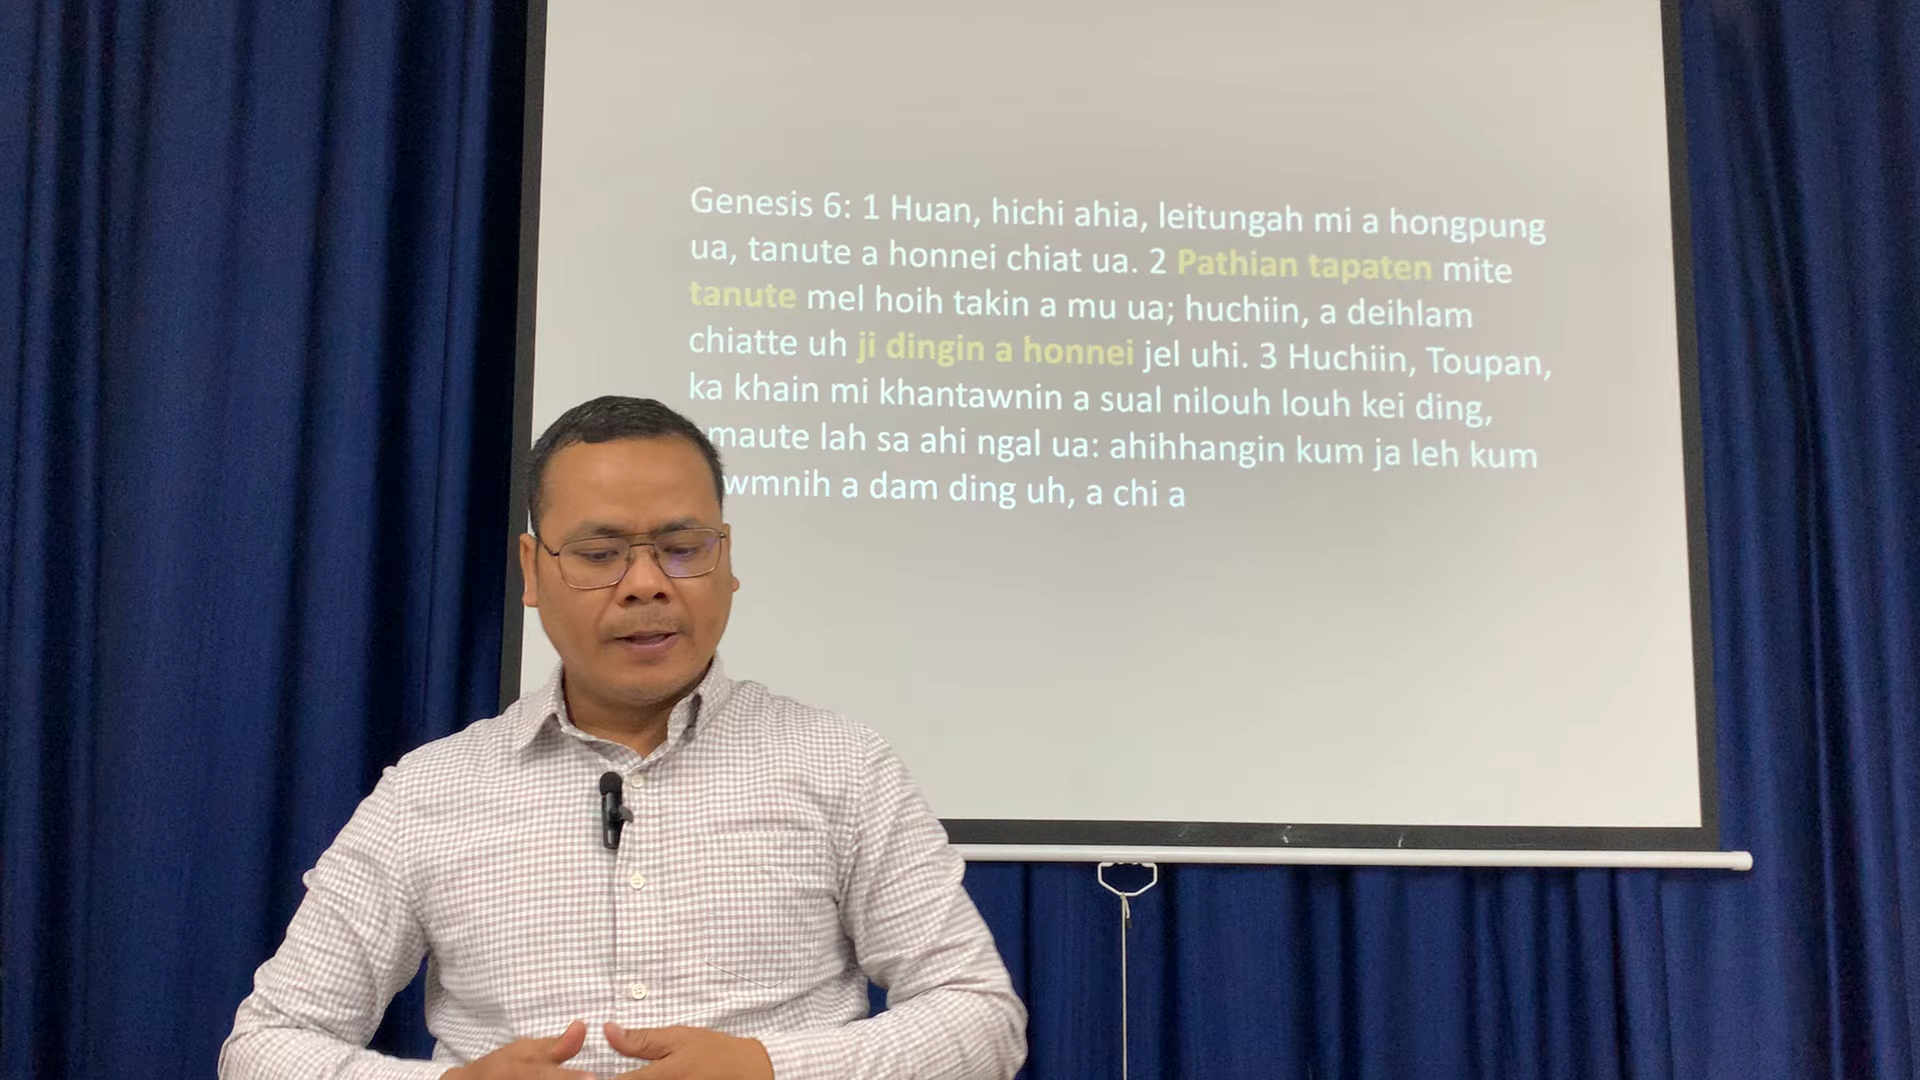 Genesis 6: 1 Huan, hichi ahia, leitungah mi a hongpung
ua, tanute a honnei chiat ua. 2 Pathian tapaten mite
tanute mel hoih takin a mu ua; huchiin, a deihlam
chiatte uh ji dingin a honnei jel uhi. 3 Huchiin, Toupan,
ka khain mi khantawnin a sual nilouh louh kei ding,
maute lah sa ahi ngal ua: ahihhangin kum ja leh kum
wmnih a dam ding uh, a chi a